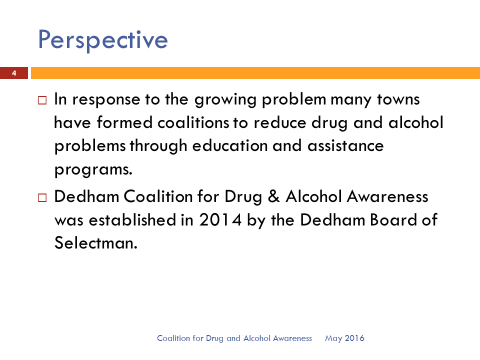 Perspective
4
In response to the growing problem many towns
have formed coalitions to reduce drug and alcohol
problems through education and assistance
programs.
Dedham Coalition for Drug & Alcohol Awareness
was established in 2014 by the Dedham Board of
Selectman.
Coalition for Drug and Alcohol Awareness May 2016